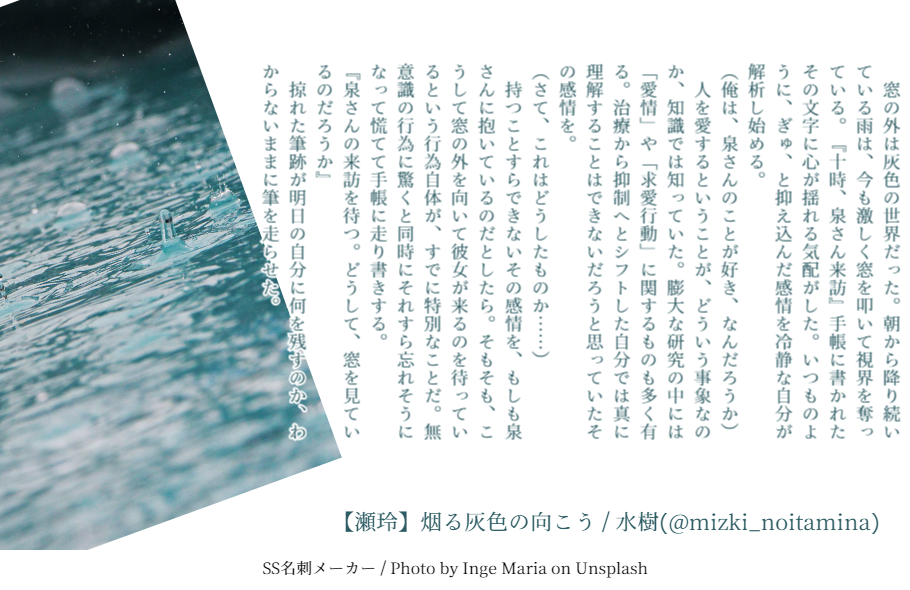 窓の外は灰色の世界だった。朝から降り続い
ている雨は、今も激しく窓を叩いて視界を奪っ
ている。『十時、泉さん来訪』手帳に書かれた
その文字に心が揺れる気配がした。いつものよ
うに、ぎゅ、と抑え込んだ感情を冷静な自分が
解析し始める。
（俺は、泉さんのことが好き、なんだろうか）
　人を愛するということが、どういう事象なの
か、知識では知っていた。膨大な研究の中には
「愛情」や「求愛行動」に関するものも多く有
る。治療から抑制へとシフトした自分では真に
理解することはできないだろうと思っていたそ
の感情を。
（さて、これはどうしたものか……）
　持つことすらできないその感情を、もしも泉
さんに抱いているのだとしたら。そもそも、こ
うして窓の外を向いて彼女が来るのを待ってい
るという行為自体が、すでに特別なことだ。無
意識の行為に驚くと同時にそれすら忘れそうに
なって慌てて手帳に走り書きする。
『泉さんの来訪を待つ。どうして、窓を見てい
るのだろうか』
　掠れた筆跡が明日の自分に何を残すのか、わ
からないままに筆を走らせた。
【瀬玲】烟る灰色の向こう / 水樹(@mizki_noitamina)
SS名刺メーカー / Photo by Inge Maria on Unsplash